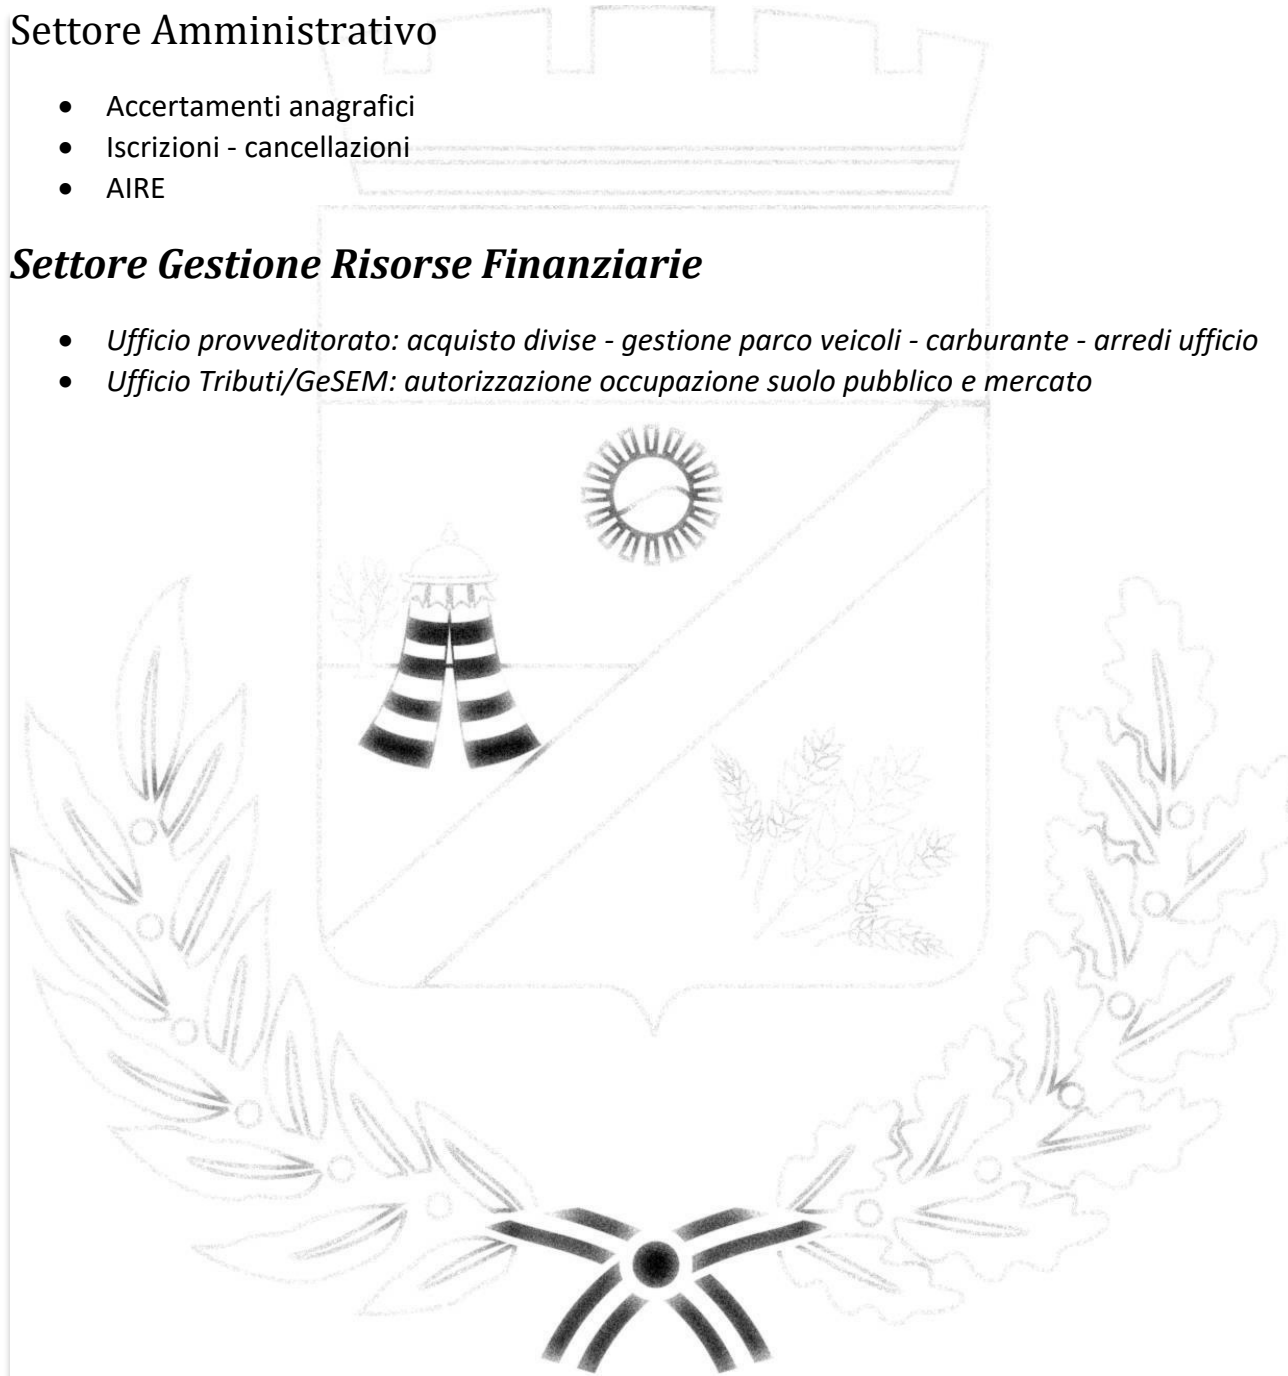 Settore Amministrativo
• Accertamenti anagrafici
• Iscrizioni - cancellazioni
• AIRE
Settore Gestione Risorse Finanziarie
• Ufficio provveditorato: acquisto divise - gestione parco veicoli - carburante - arredi ufficio
• Ufficio Tributi/GeSEM: autorizzazione occupazione suolo pubblico e mercato